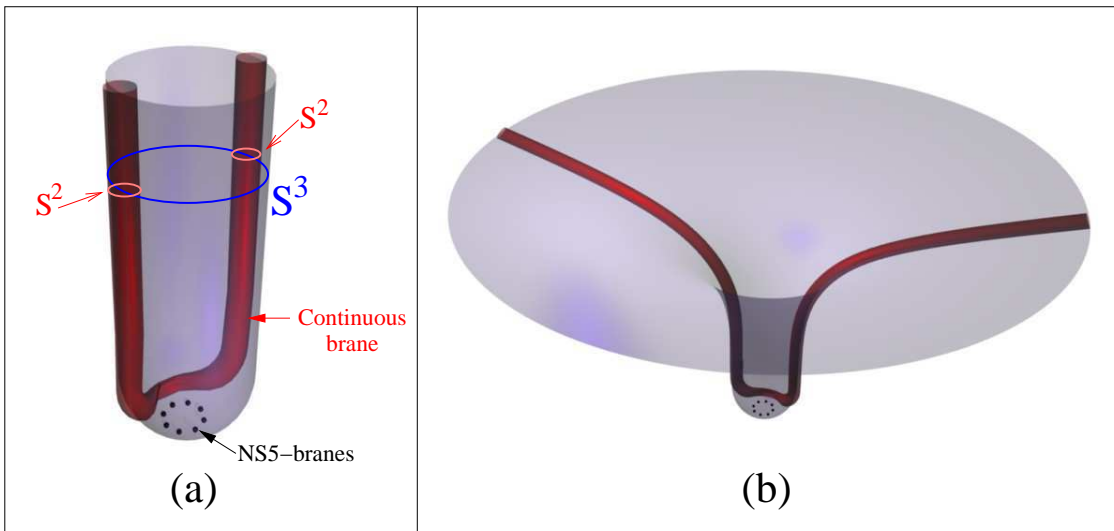 S²
S²
S³
Continuous
brane
NS5−branes
(a)
(b)